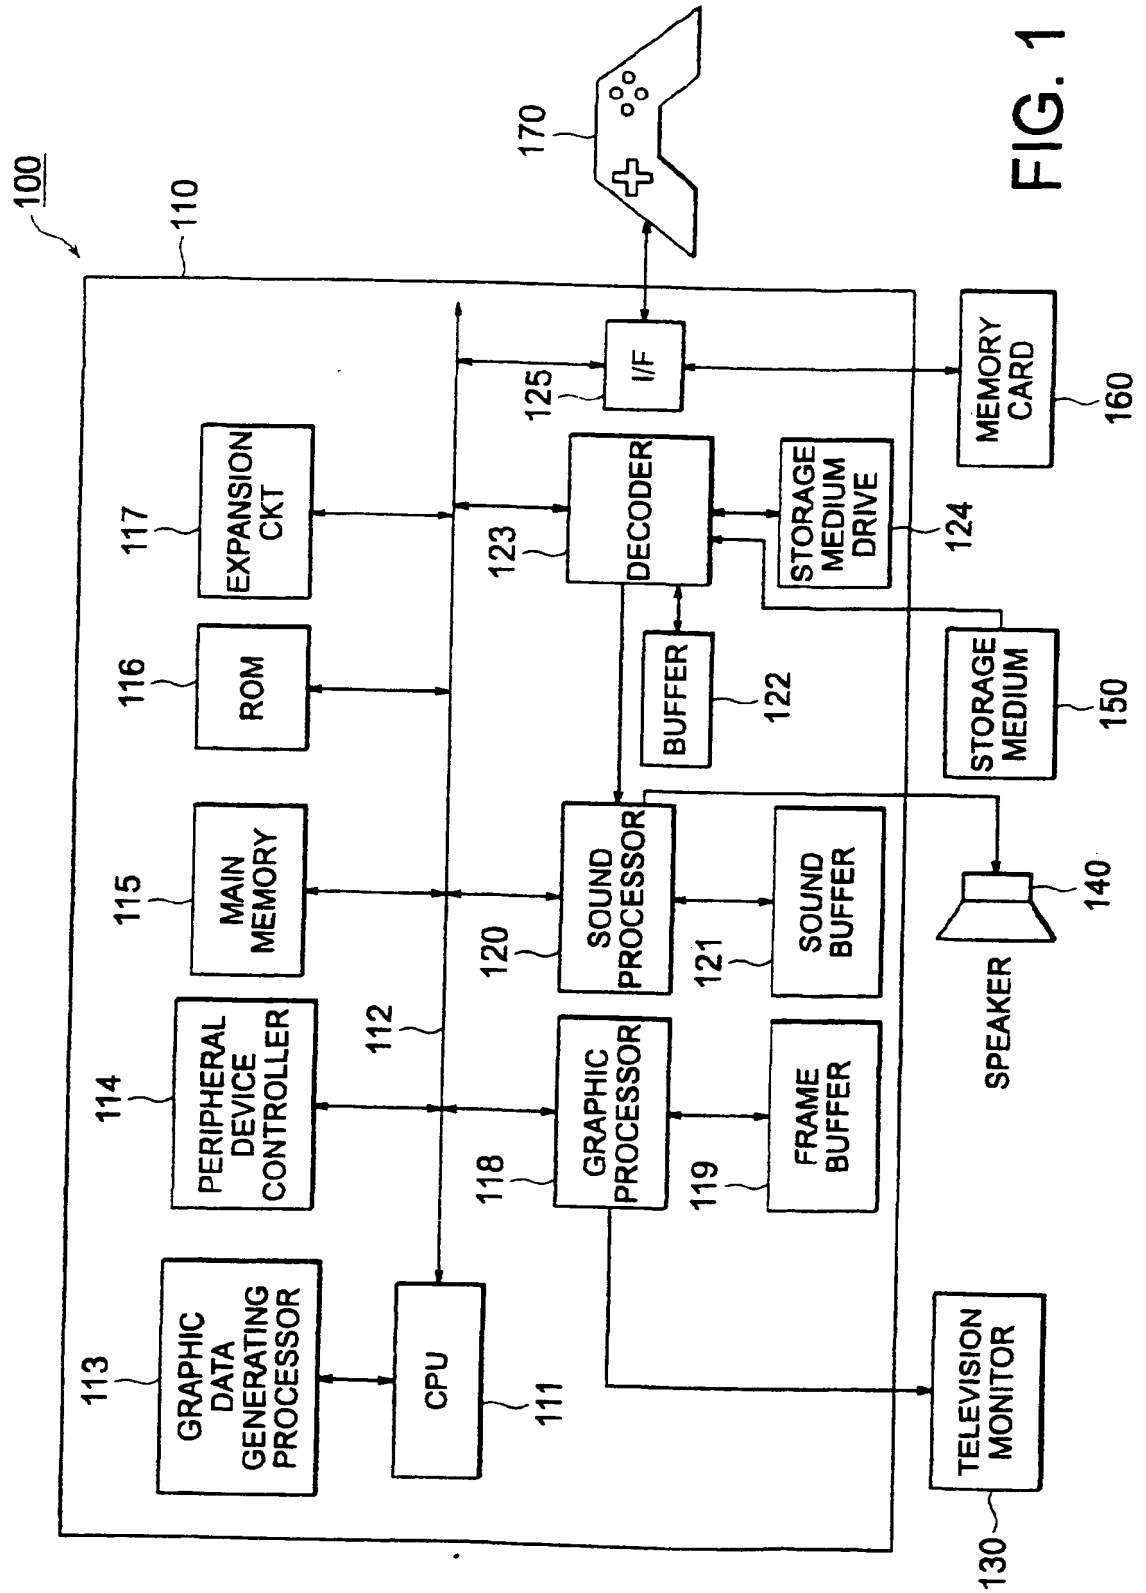 100
110
113
GRAPHIC
DATA
GENERATING
PROCESSOR
114
PERIPHERAL
DEVICE
CONTROLLER
115
MAIN
MEMORY
116
ROM
117
EXPANSION
CKT
112
CPU
111
118
GRAPHIC
PROCESSOR
120
SOUND
PROCESSOR
123
DECODER
125
I/F
170
BUFFER
122
119
FRAME
BUFFER
121
SOUND
BUFFER
STORAGE
MEDIUM
DRIVE
124
TELEVISION
MONITOR
130
SPEAKER
140
STORAGE
MEDIUM
150
MEMORY
CARD
160
FIG. 1